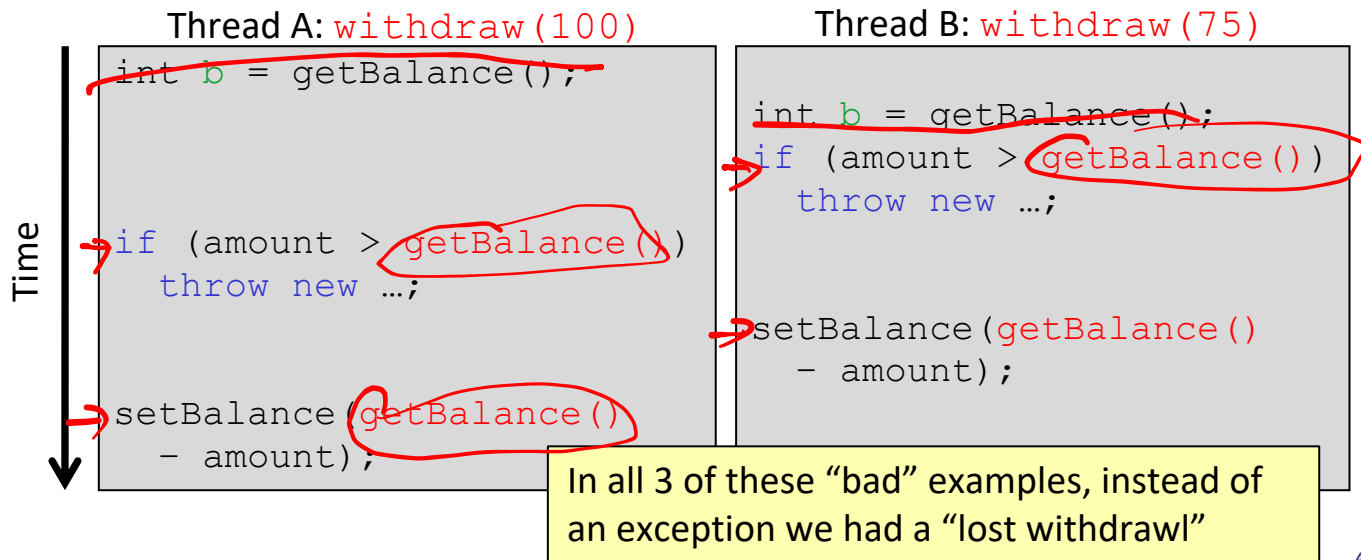 Thread A: withdraw(100)
int b = getBalance();
if (amount > getBalance())
throw new …;
setBalance(getBalance()
– amount);
Thread B: withdraw(75)
int b = getBalance();
if (amount > getBalance())
throw new …;
setBalance(getBalance()
– amount);
Time
In all 3 of these “bad” examples, instead of
an exception we had a “lost withdrawl”